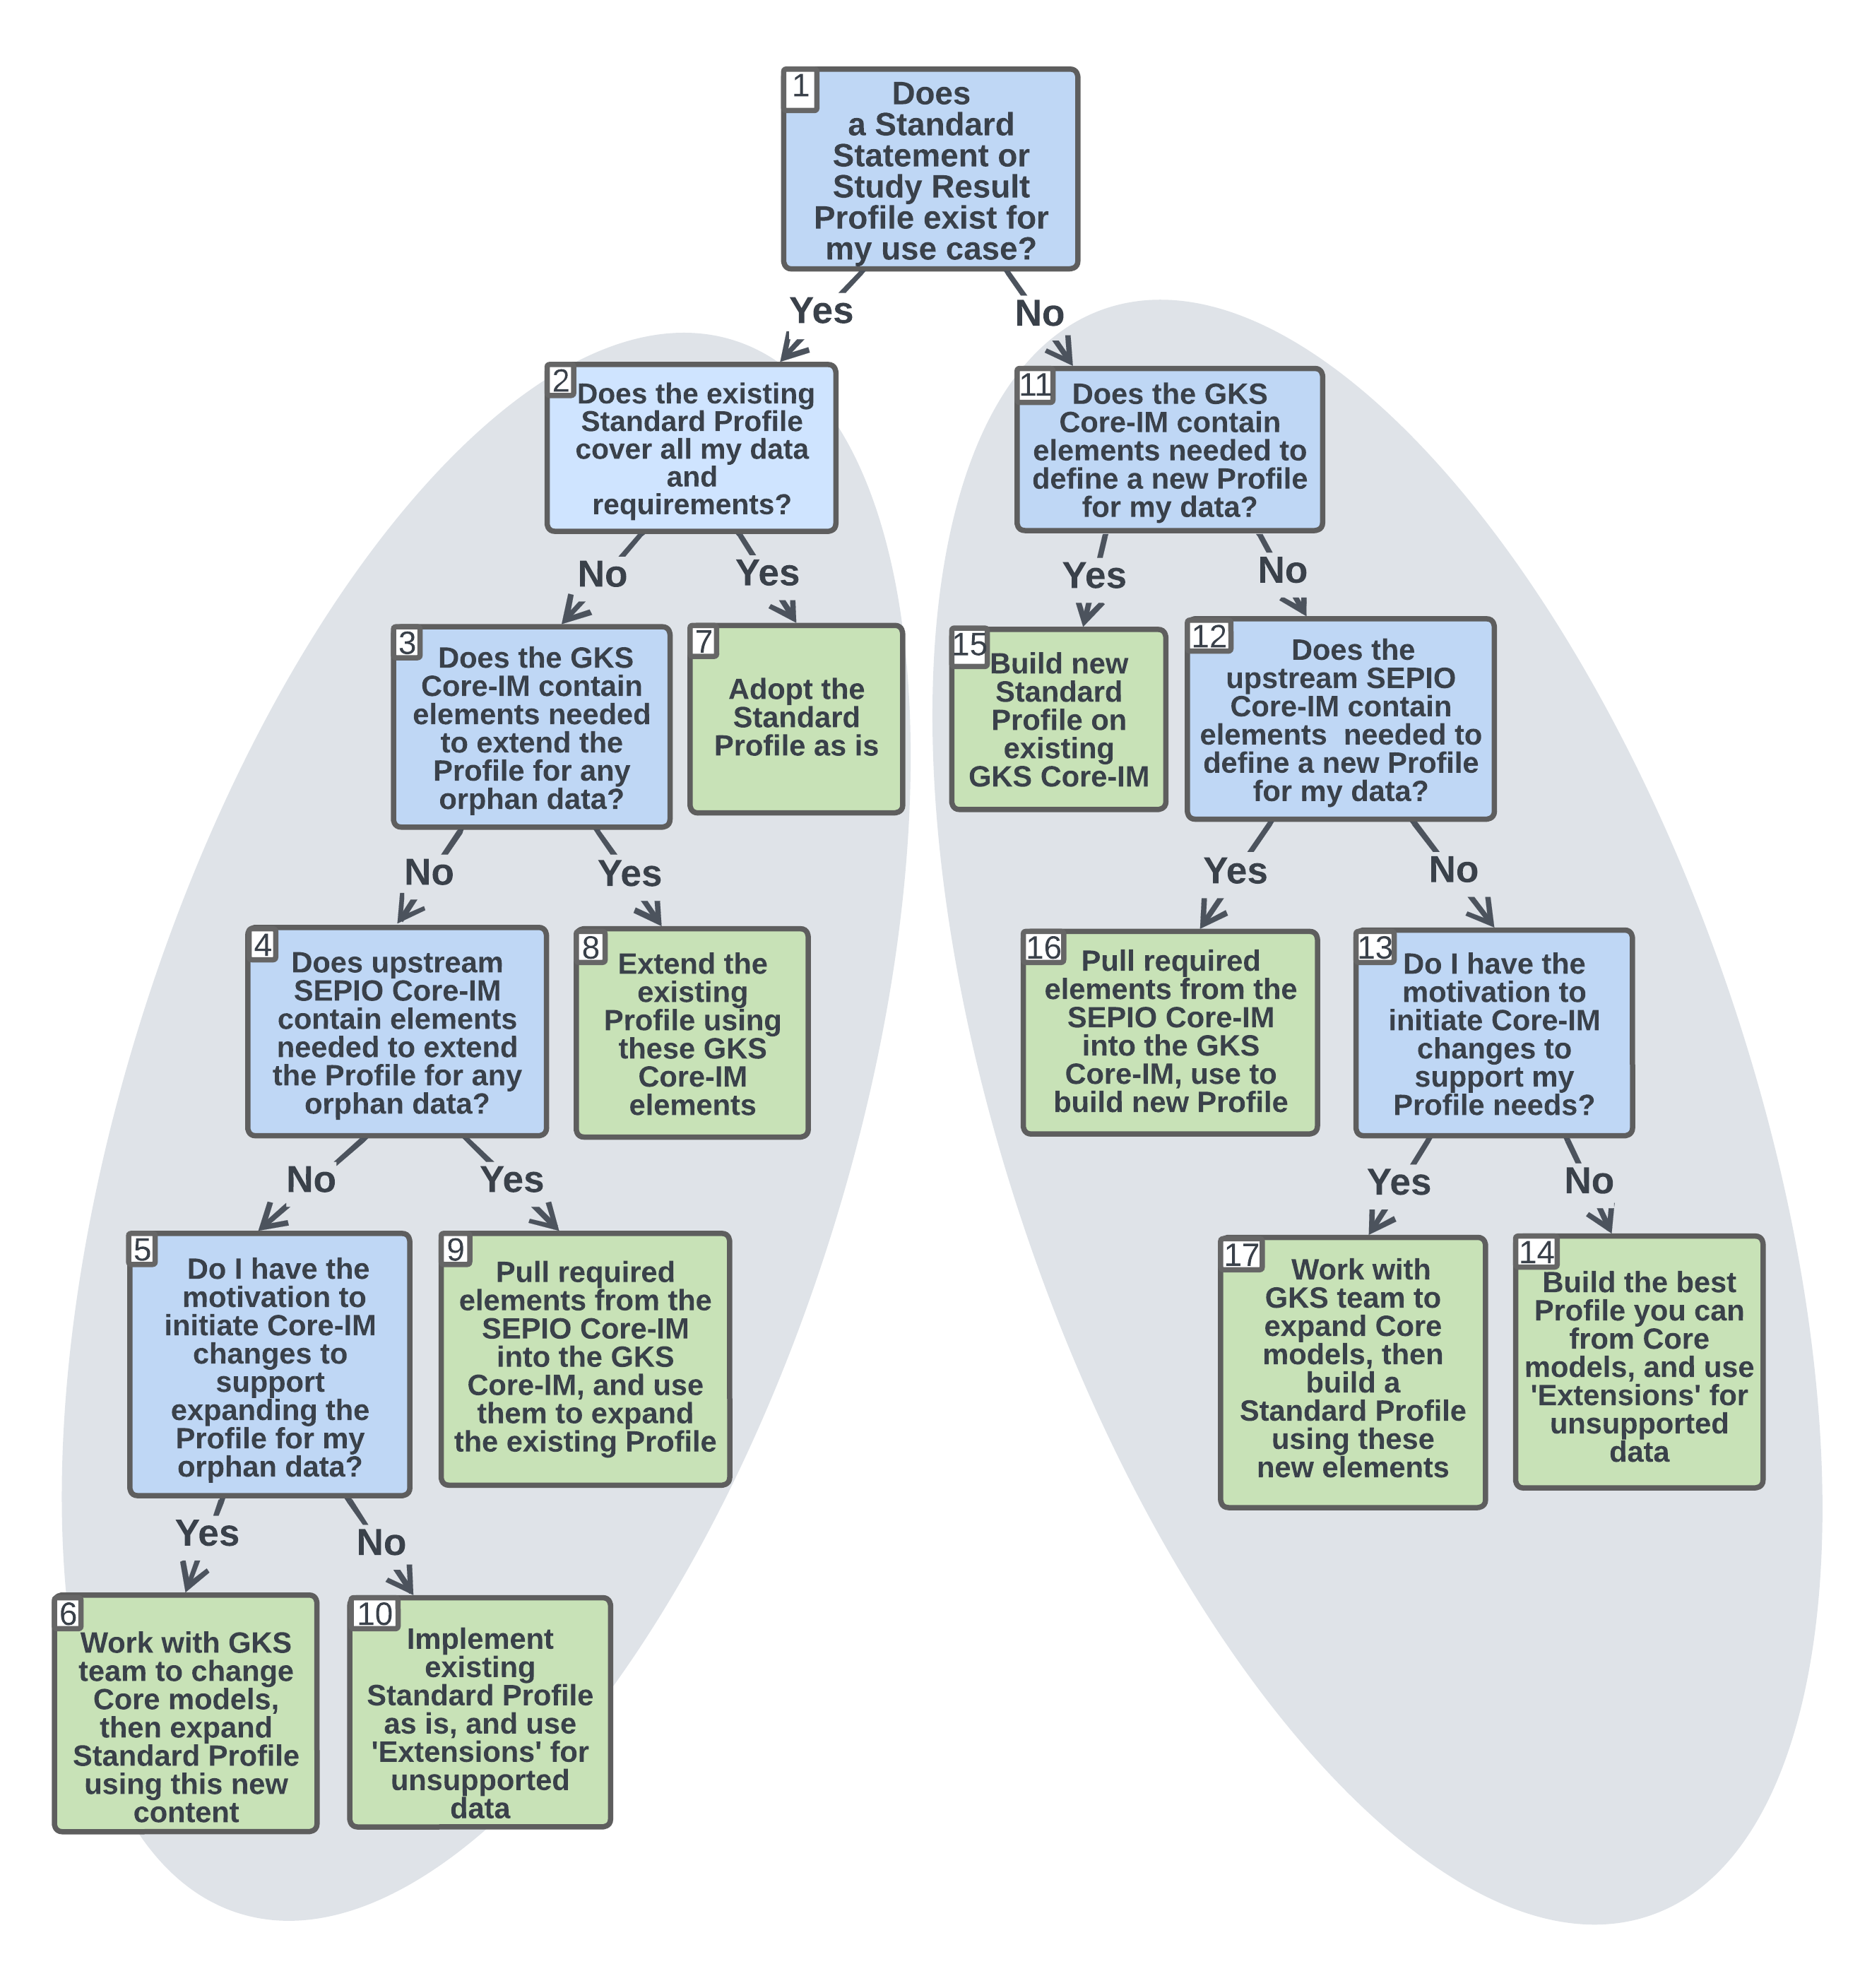 1
Does
a Standard
Statement or
Study Result
Profile exist for
my use case?
Yes
No
2
Does the existing
Standard Profile
cover all my data
and
requirements?
11
Does the GKS
Core-IM contain
elements needed to
define a new Profile
for my data?
No
Yes
Yes
No
3
Does the GKS
Core-IM contain
elements needed
to extend the
Profile for any
orphan data?
7
Adopt the
Standard
Profile as is
15
Build new
Standard
Profile on
existing
GKS Core-IM
12
Does the
upstream SEPIO
Core-IM contain
elements  needed to
define a new Profile
for my data?
No
Yes
Yes
No
4
Does upstream
SEPIO Core-IM
contain elements
needed to extend
the Profile for any
orphan data?
8
Extend the
existing
Profile using
these GKS
Core-IM
elements
16
Pull required
elements from the
SEPIO Core-IM
into the GKS
Core-IM, use to
build new Profile
13
Do I have the
motivation to
initiate Core-IM
changes to
support my
Profile needs?
No
Yes
Yes
No
5
Do I have the
motivation to
initiate Core-IM
changes to
support
expanding the
Profile for my
orphan data?
9
Pull required
elements from the
SEPIO Core-IM
into the GKS
Core-IM, and use
them to expand
the existing Profile
17
Work with
GKS team to
expand Core
models, then
build a
Standard Profile
using these
new elements
14
Build the best
Profile you can
from Core
models, and use
'Extensions' for
unsupported
data
Yes
No
6
Work with GKS
team to change
Core models,
then expand
Standard Profile
using this new
content
10
Implement
existing
Standard Profile
as is, and use
'Extensions' for
unsupported
data